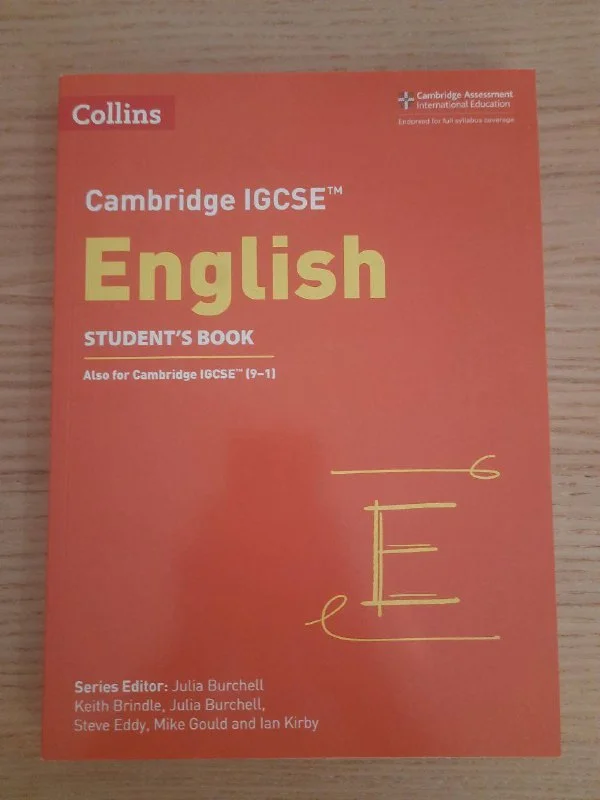 Collins
Cambridge Assessment
International Education
Endorsed for full syllabus coverage
Cambridge IGCSE™
English
STUDENT'S BOOK
Also for Cambridge IGCSE™ (9–1)
E
Series Editor: Julia Burchell
Keith Brindle, Julia Burchell,
Steve Eddy, Mike Gould and Ian Kirby